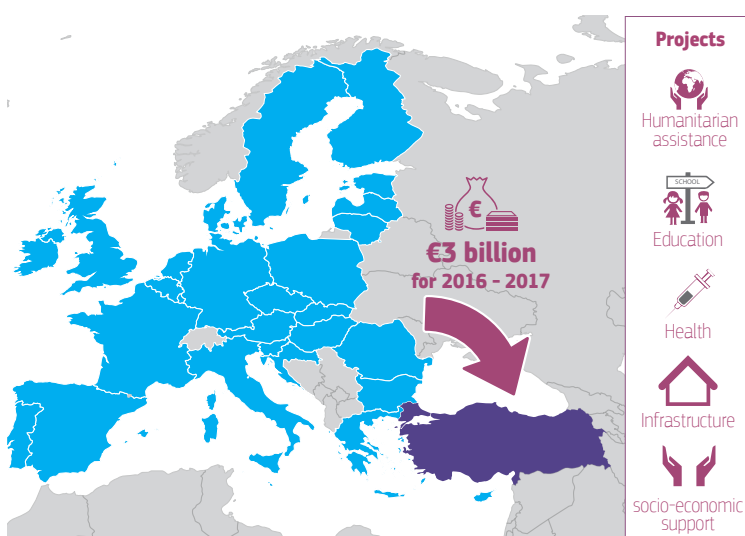 Projects
Humanitarian
assistance
SCHOOL
Education
Health
Infrastructure
socio-economic
support
€
€3 billion
for 2016 - 2017